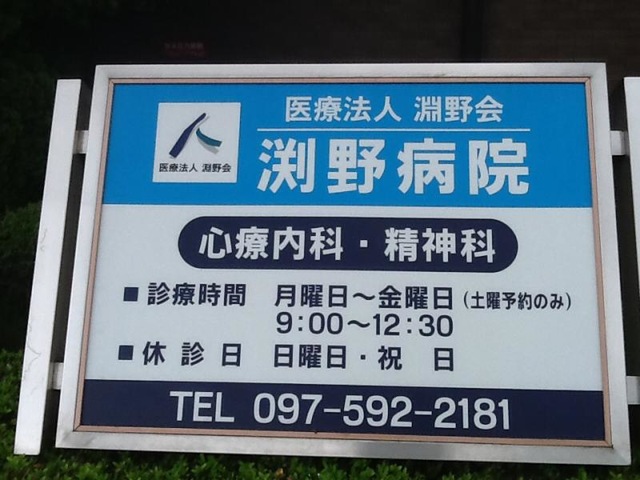 医療法人 淵野会
医療法人 淵野会
渕野病院
心療内科・精神科
■診療時間 月曜日～金曜日(土曜予約のみ)
9:00～12:30
■休診日 日曜日・祝 日
TEL 097-592-2181